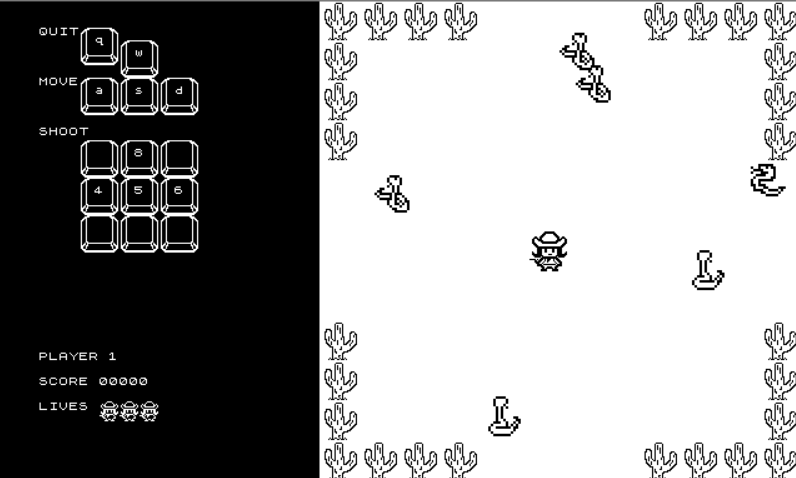 QUIT q w
MOVE a s d
SHOOT
8
4 5 6
PLAYER 1
SCORE 00000
LIVES